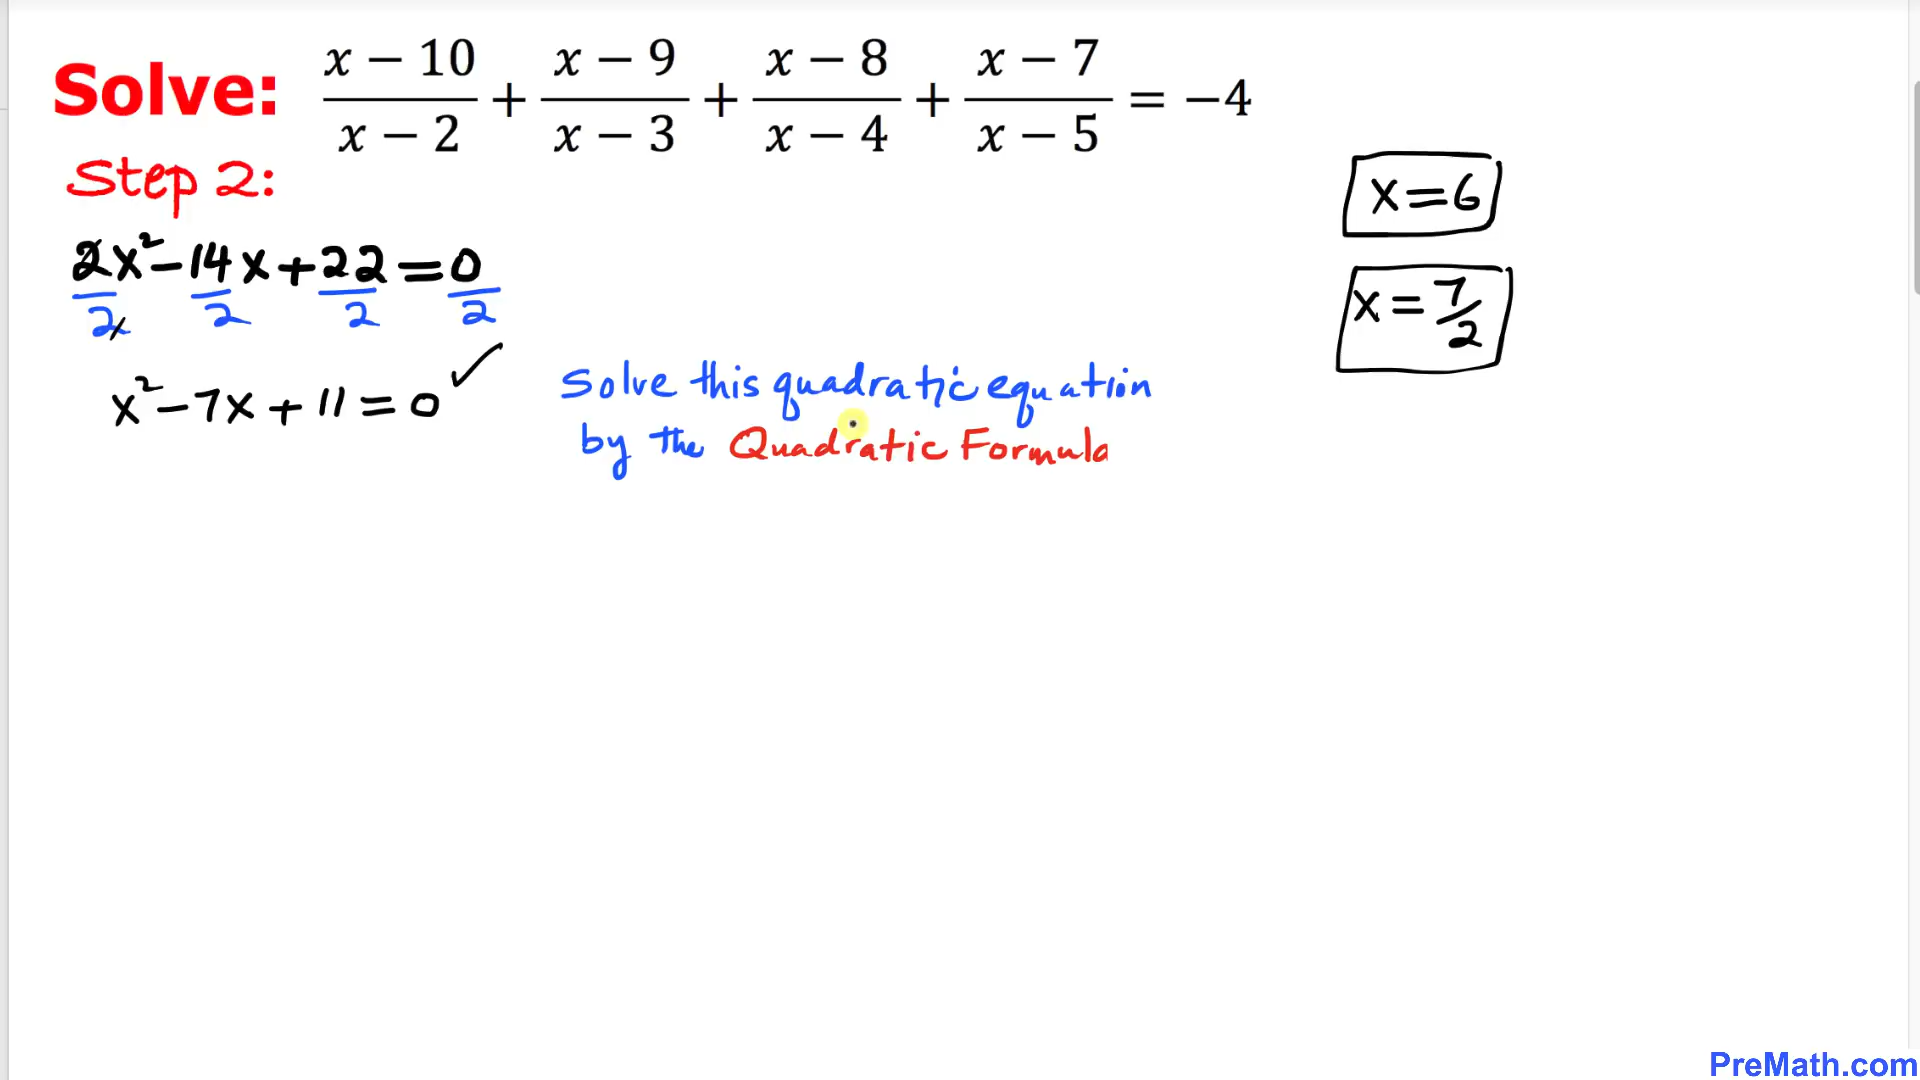 Solve: x − 10 / x − 2 + x − 9 / x − 3 + x − 8 / x − 4 + x − 7 / x − 5 = −4
Step 2:
2x² − 14x + 22 = 0
2 2 2 2
x² − 7x + 11 = 0 ✓
Solve this quadratic equation
by the Quadratic Formula
x = 6
x = 7/2
PreMath.com